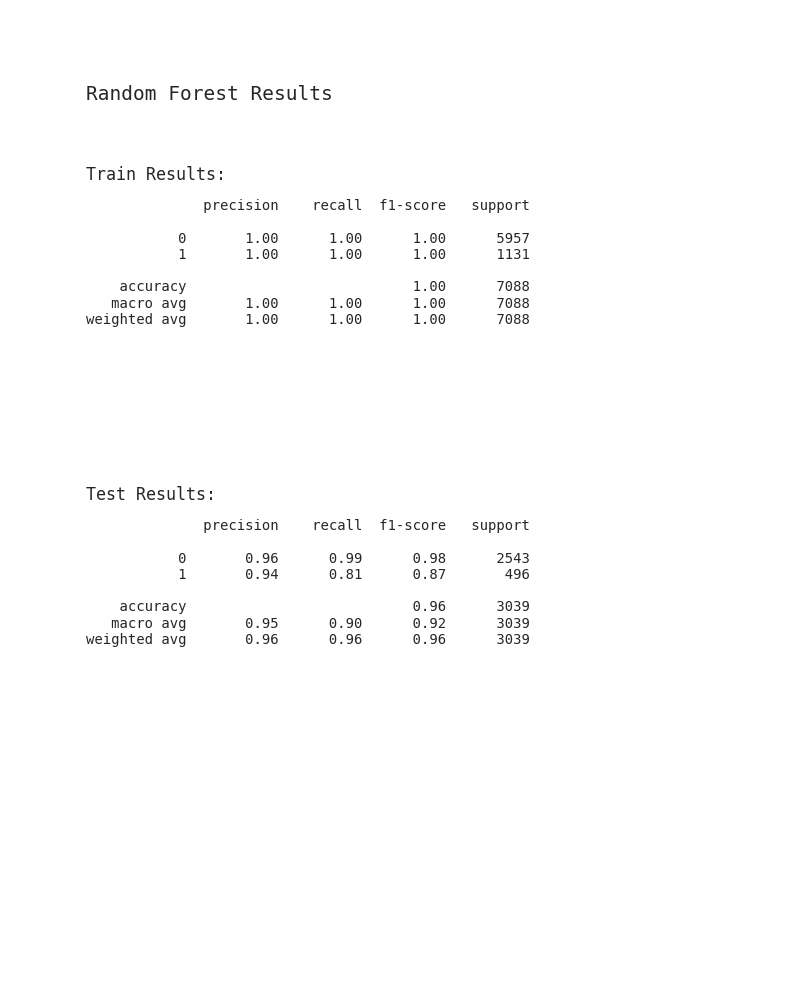 Random Forest Results
Train Results:
precision recall f1-score support
0 1.00 1.00 1.00 5957
1 1.00 1.00 1.00 1131
accuracy 1.00 7088
macro avg 1.00 1.00 1.00 7088
weighted avg 1.00 1.00 1.00 7088
Test Results:
precision recall f1-score support
0 0.96 0.99 0.98 2543
1 0.94 0.81 0.87 496
accuracy 0.96 3039
macro avg 0.95 0.90 0.92 3039
weighted avg 0.96 0.96 0.96 3039